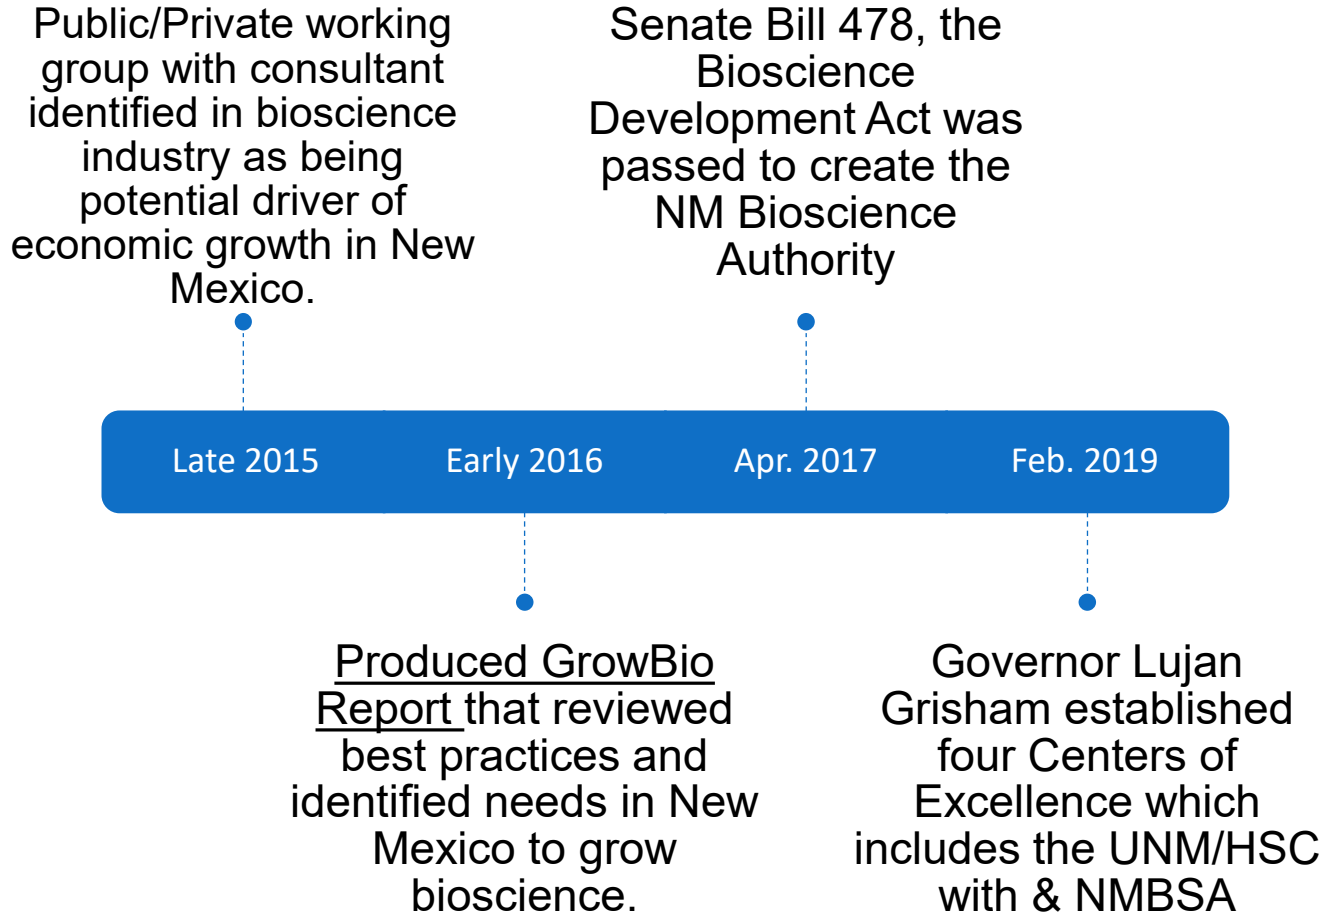 Public/Private working
group with consultant
identified in bioscience
industry as being
potential driver of
economic growth in New
Mexico.
Senate Bill 478, the
Bioscience
Development Act was
passed to create the
NM Bioscience
Authority
Late 2015
Early 2016
Apr. 2017
Feb. 2019
Produced GrowBio
Report that reviewed
best practices and
identified needs in New
Mexico to grow
bioscience.
Governor Lujan
Grisham established
four Centers of
Excellence which
includes the UNM/HSC
with & NMBSA